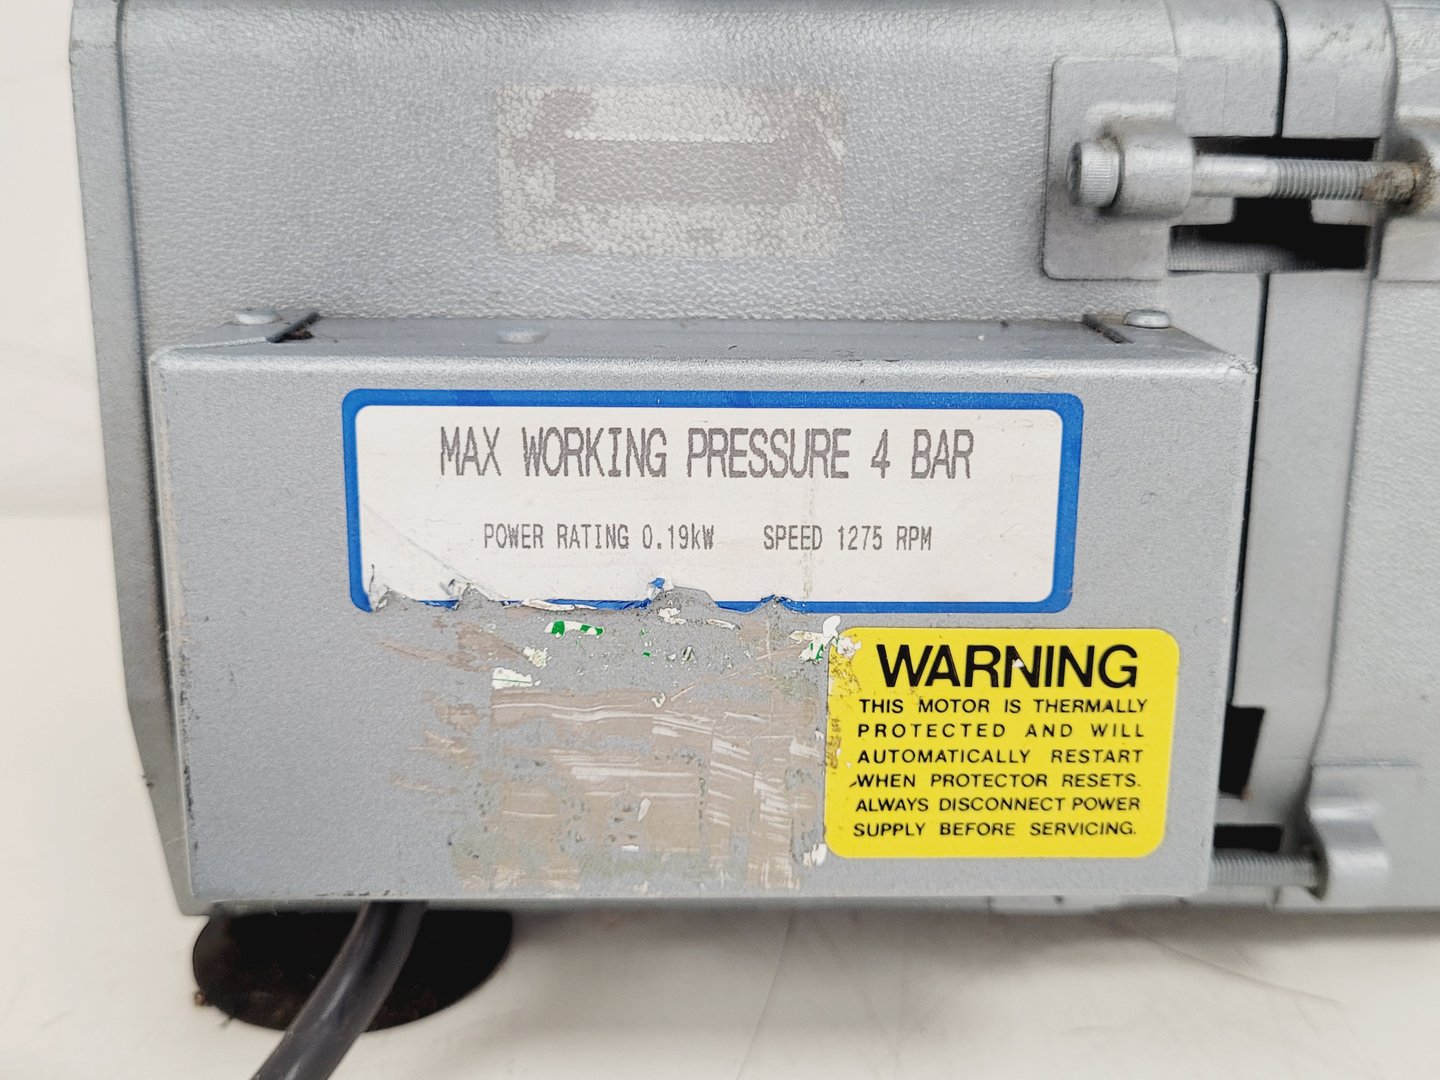 MAX WORKING PRESSURE 4 BAR
POWER RATING 0.19kW SPEED 1275 RPM
WARNING
THIS MOTOR IS THERMALLY
PROTECTED AND WILL
AUTOMATICALLY RESTART
WHEN PROTECTOR RESETS.
ALWAYS DISCONNECT POWER
SUPPLY BEFORE SERVICING.